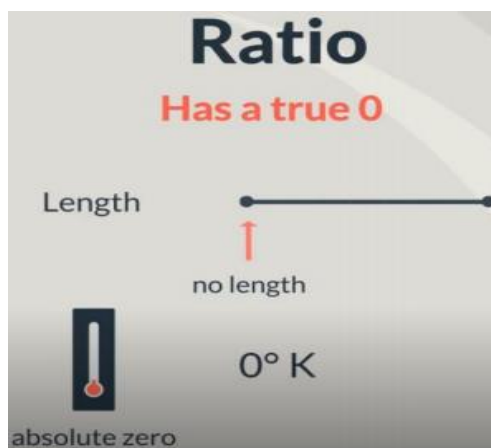 Ratio
Has a true 0
Length
no length
0° K
absolute zero